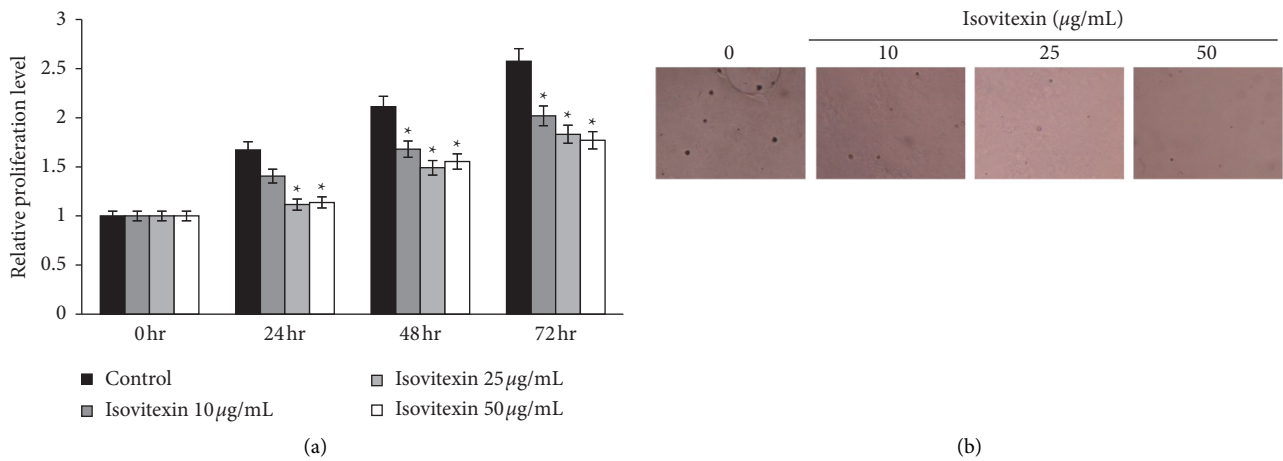 3
2.5
2
1.5
1
0.5
0
Relative proliferation level
*
*
*
*
*
*
*
*
0 hr
24 hr
48 hr
72 hr
Control
Isovitexin 10 μg/mL
Isovitexin 25 μg/mL
Isovitexin 50 μg/mL
(a)
Isovitexin (μg/mL)
0 10 25 50
(b)